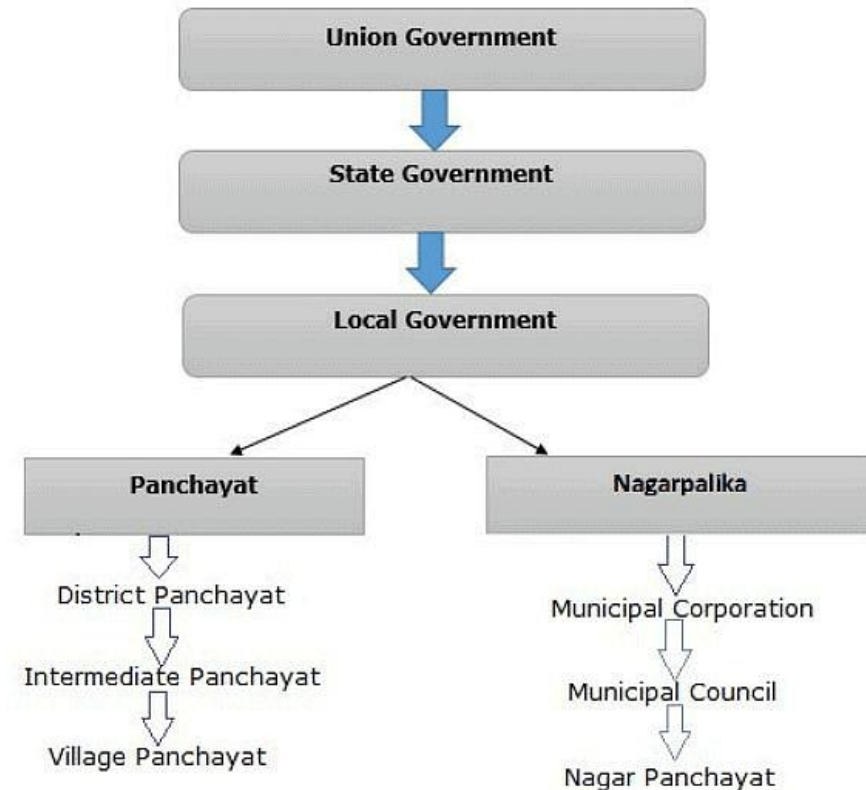 Union Government
State Government
Local Government
Panchayat
Nagarpalika
District Panchayat
Municipal Corporation
Intermediate Panchayat
Municipal Council
Village Panchayat
Nagar Panchayat